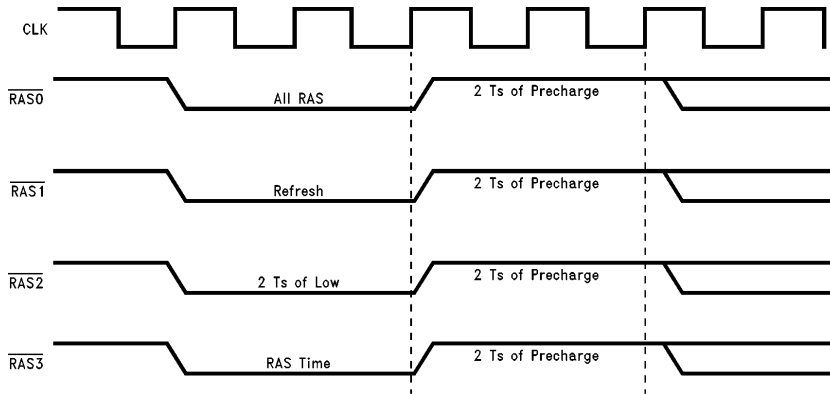 CLK
RAS0
All RAS
2 Ts of Precharge
RAS1
Refresh
2 Ts of Precharge
RAS2
2 Ts of Low
2 Ts of Precharge
RAS3
RAS Time
2 Ts of Precharge